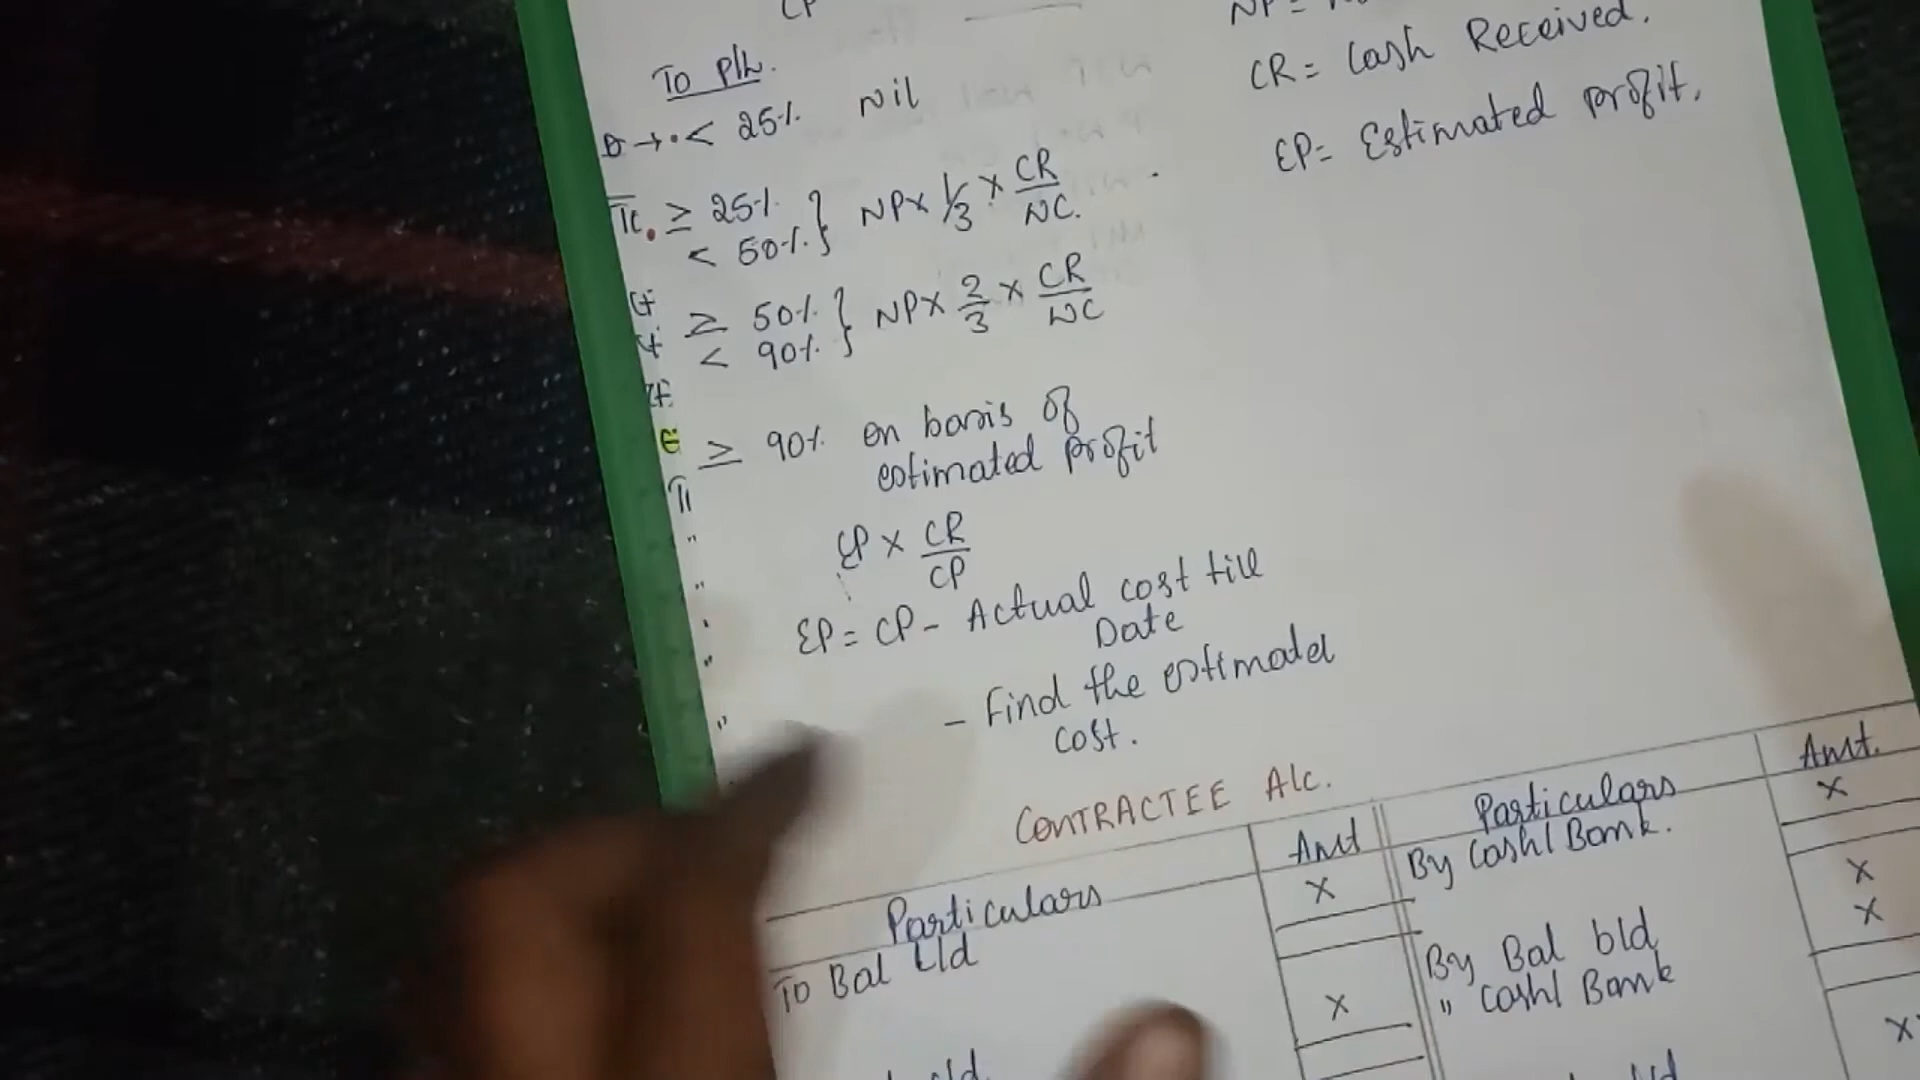 CP
To P/L.
< 25% Nil
≥ 25% } NP x 1/3 x CR/WC.
< 50%
≥ 50% } NP x 2/3 x CR/WC
< 90%
≥ 90% on basis of
estimated profit
EP x CR/CP
EP = CP - Actual cost till
Date
- Find the estimated
cost.
NP =
CR = Cash Received.
EP = Estimated profit.
CONTRACTEE A/c.
Particulars Amt Particulars Amt.
To Bal c/d X By Cash/Bank. X
X By Bal b/d X
" Cash/Bank X
X